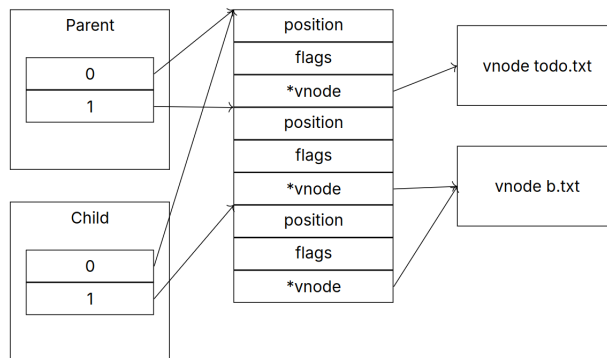 Parent
0
1
Child
0
1
position
flags
*vnode
position
flags
*vnode
position
flags
*vnode
vnode todo.txt
vnode b.txt